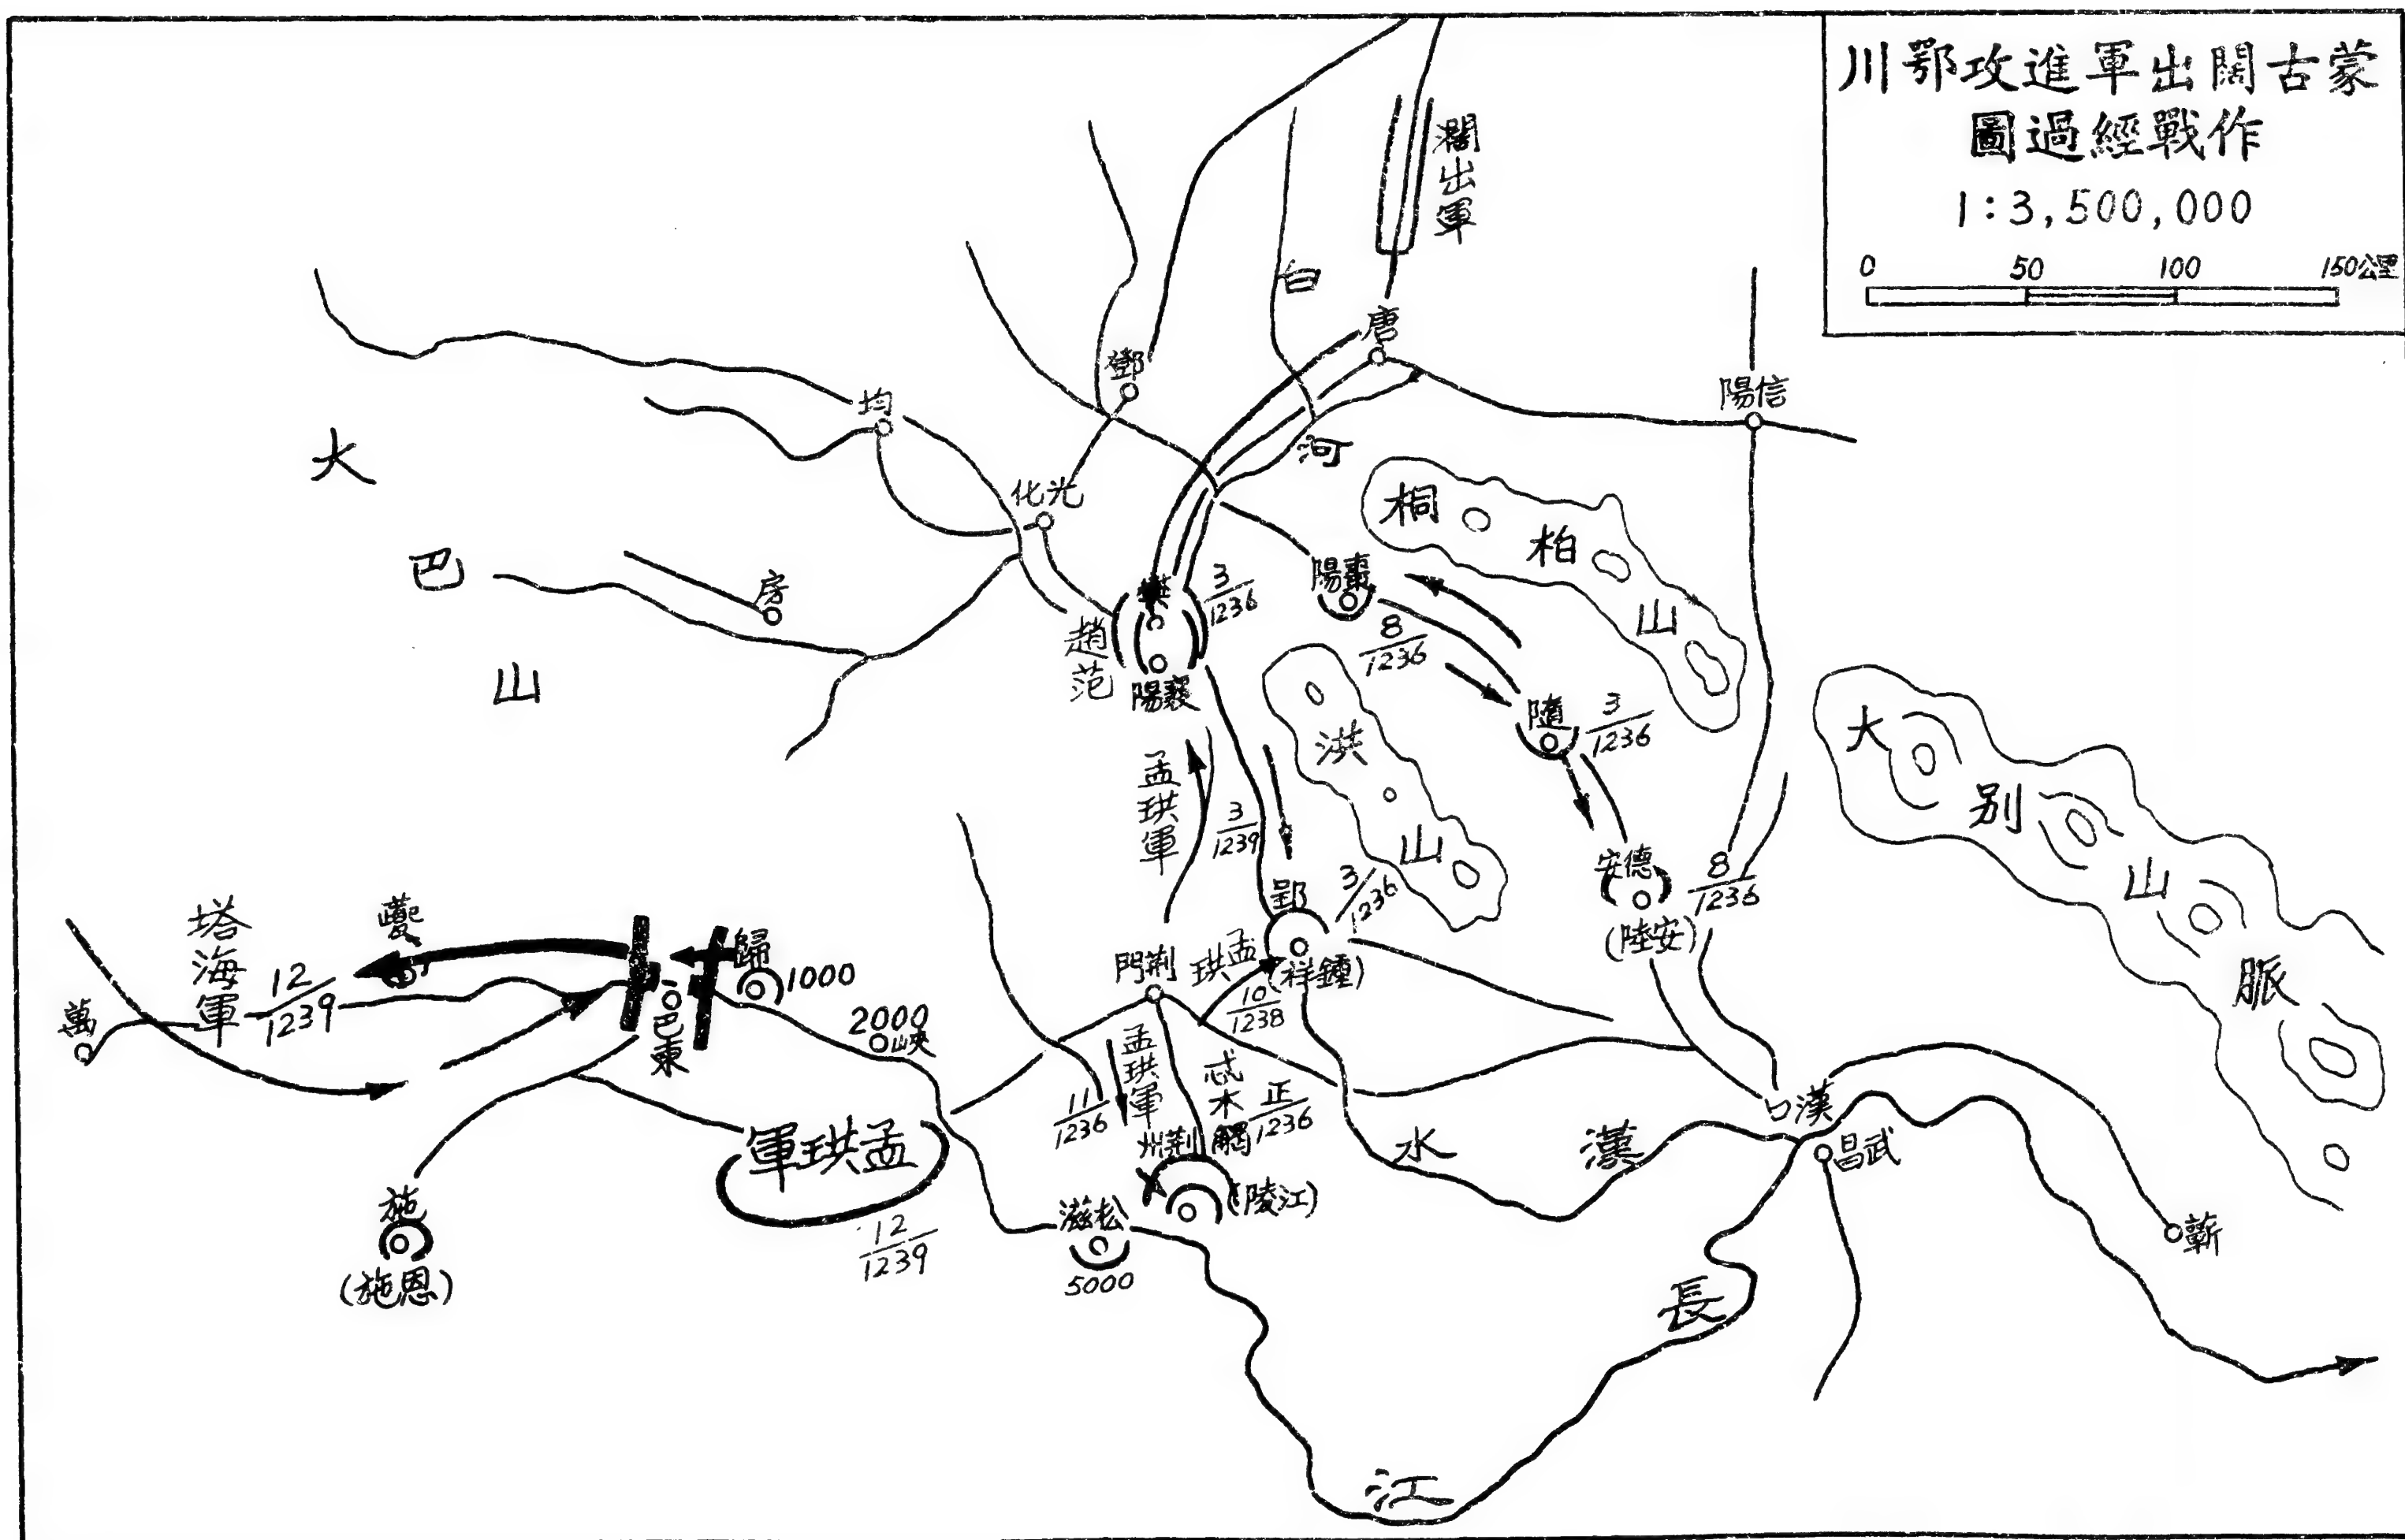 蒙古闊出軍進攻鄂川
作戰經過圖
1:3,500,000
0 50 100 150公里
濶出軍
白河
唐
鄧
均
信陽
光化
大巴山
房
樊
襄陽
趙范
3/1236
棗陽
8/1236
桐柏山
隨
3/1236
洪山
大別山脈
孟珙軍
3/1239
郢
(鍾祥)
3/1236
德安
(安陸)
8/1236
塔海軍
12/1239
夔
萬
歸
1000
巴東
2000
峽
荊門
孟珙
10/1238
孟珙軍
11/1236
忒木䚟
正/1236
荊州
(江陵)
孟珙軍
12/1239
松滋
5000
施
(恩施)
漢水
漢口
武昌
蘄
長江